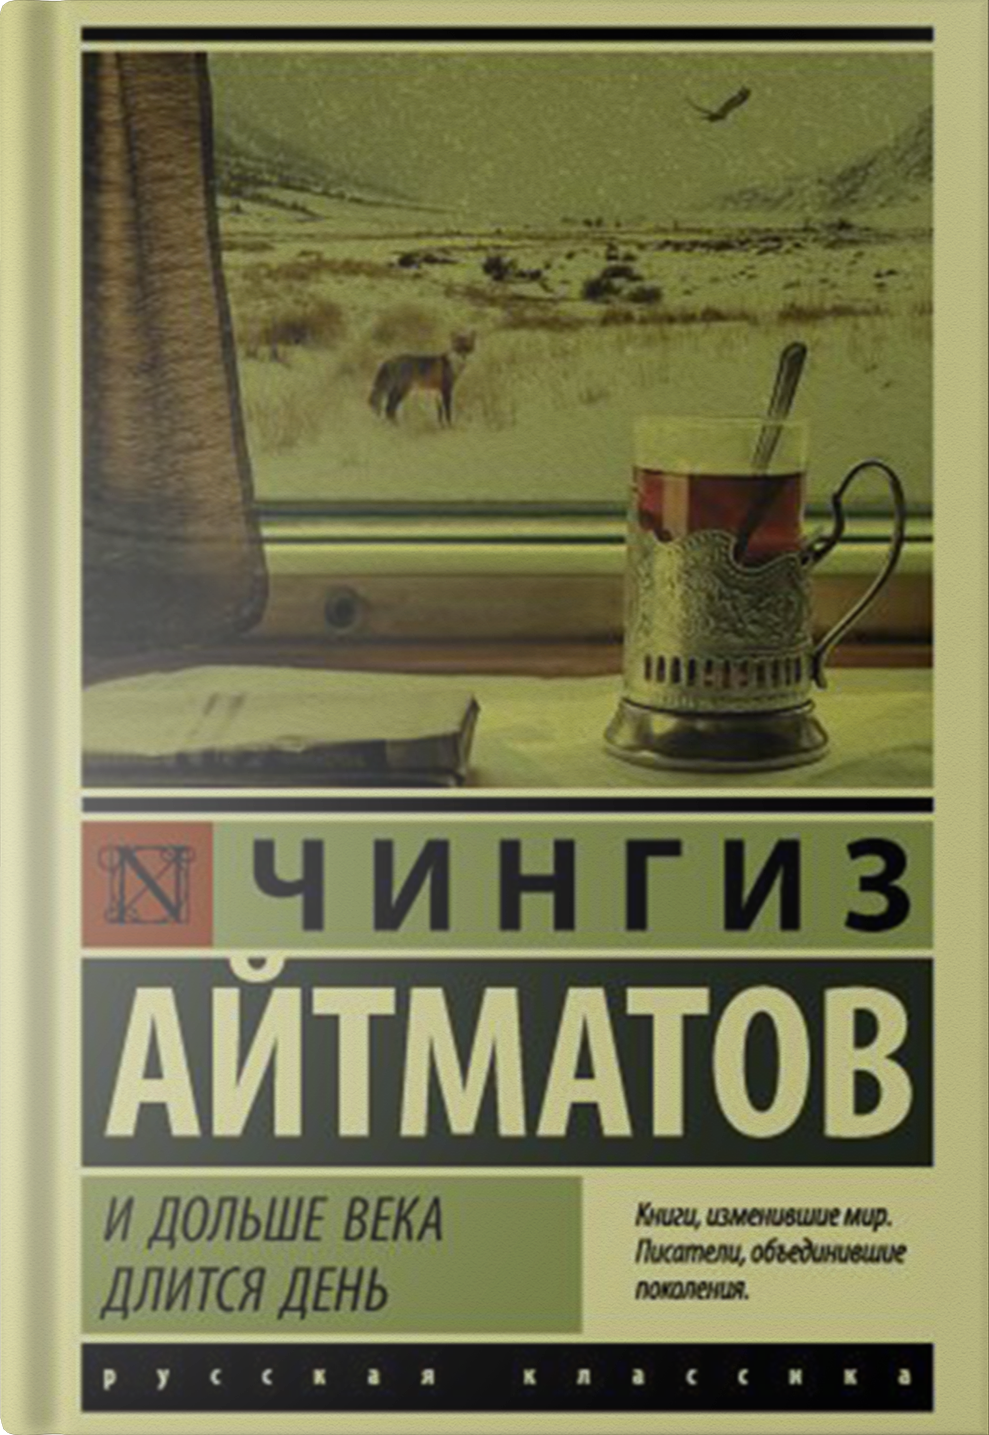 N ЧИНГИЗ
АЙТМАТОВ
И ДОЛЬШЕ ВЕКА
ДЛИТСЯ ДЕНЬ
Книги, изменившие мир.
Писатели, объединившие
поколения.
русская классика